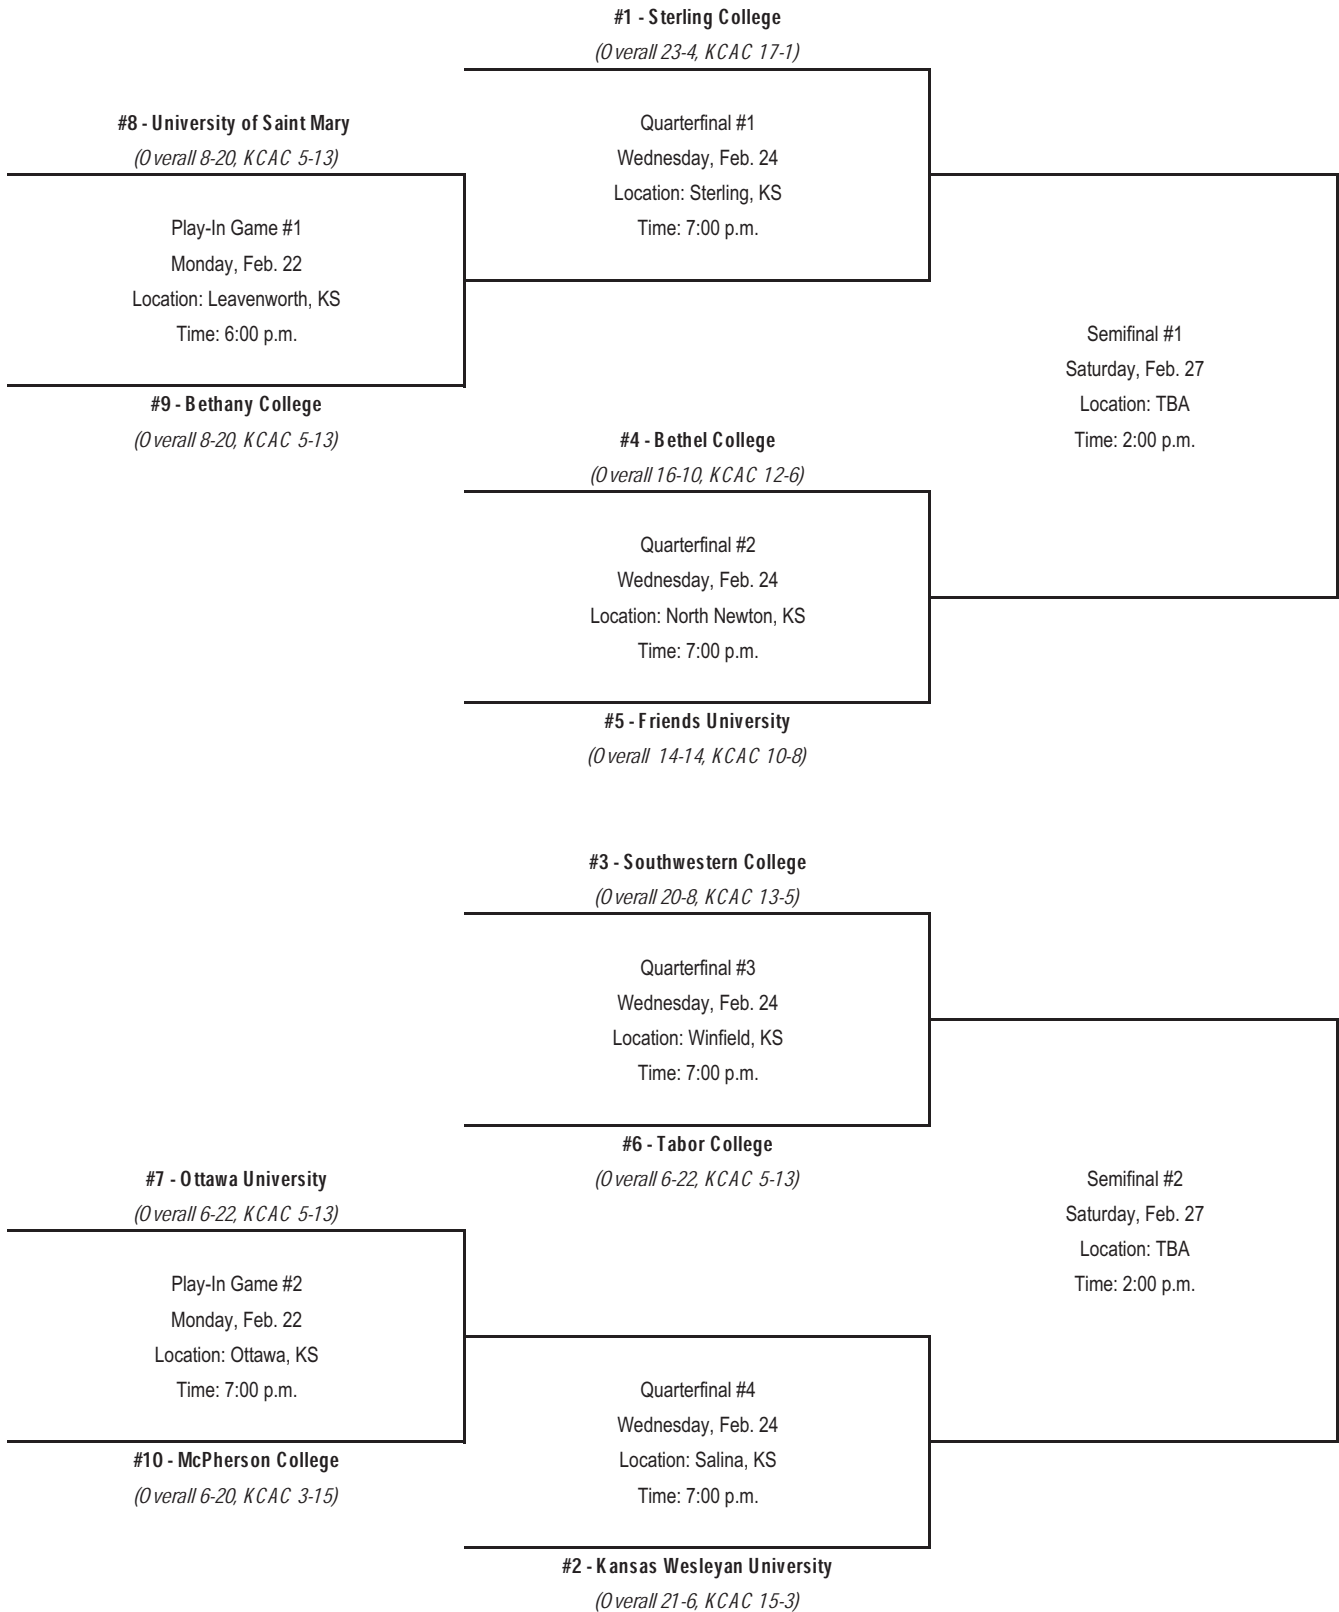 #1 - Sterling College
(Overall 23-4, KCAC 17-1)
#8 - University of Saint Mary
(Overall 8-20, KCAC 5-13)
Quarterfinal #1
Wednesday, Feb. 24
Location: Sterling, KS
Time: 7:00 p.m.
Play-In Game #1
Monday, Feb. 22
Location: Leavenworth, KS
Time: 6:00 p.m.
#9 - Bethany College
(Overall 8-20, KCAC 5-13)
Semifinal #1
Saturday, Feb. 27
Location: TBA
Time: 2:00 p.m.
#4 - Bethel College
(Overall 16-10, KCAC 12-6)
Quarterfinal #2
Wednesday, Feb. 24
Location: North Newton, KS
Time: 7:00 p.m.
#5 - Friends University
(Overall  14-14, KCAC 10-8)
#3 - Southwestern College
(Overall 20-8, KCAC 13-5)
Quarterfinal #3
Wednesday, Feb. 24
Location: Winfield, KS
Time: 7:00 p.m.
#6 - Tabor College
(Overall 6-22, KCAC 5-13)
#7 - Ottawa University
(Overall 6-22, KCAC 5-13)
Semifinal #2
Saturday, Feb. 27
Location: TBA
Time: 2:00 p.m.
Play-In Game #2
Monday, Feb. 22
Location: Ottawa, KS
Time: 7:00 p.m.
#10 - McPherson College
(Overall 6-20, KCAC 3-15)
Quarterfinal #4
Wednesday, Feb. 24
Location: Salina, KS
Time: 7:00 p.m.
#2 - Kansas Wesleyan University
(Overall 21-6, KCAC 15-3)